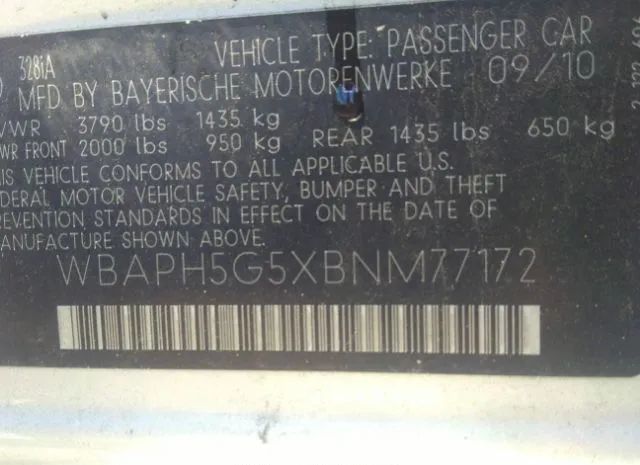 328iA VEHICLE TYPE: PASSENGER CAR
MFD BY BAYERISCHE MOTORENWERKE 09/10
VWR 3790 lbs 1435 kg
WR FRONT 2000 lbs 950 kg REAR 1435 lbs 650 kg
IS VEHICLE CONFORMS TO ALL APPLICABLE U.S.
DERAL MOTOR VEHICLE SAFETY, BUMPER AND THEFT
EVENTION STANDARDS IN EFFECT ON THE DATE OF
ANUFACTURE SHOWN ABOVE.
WBAPH5G5XBNM77172